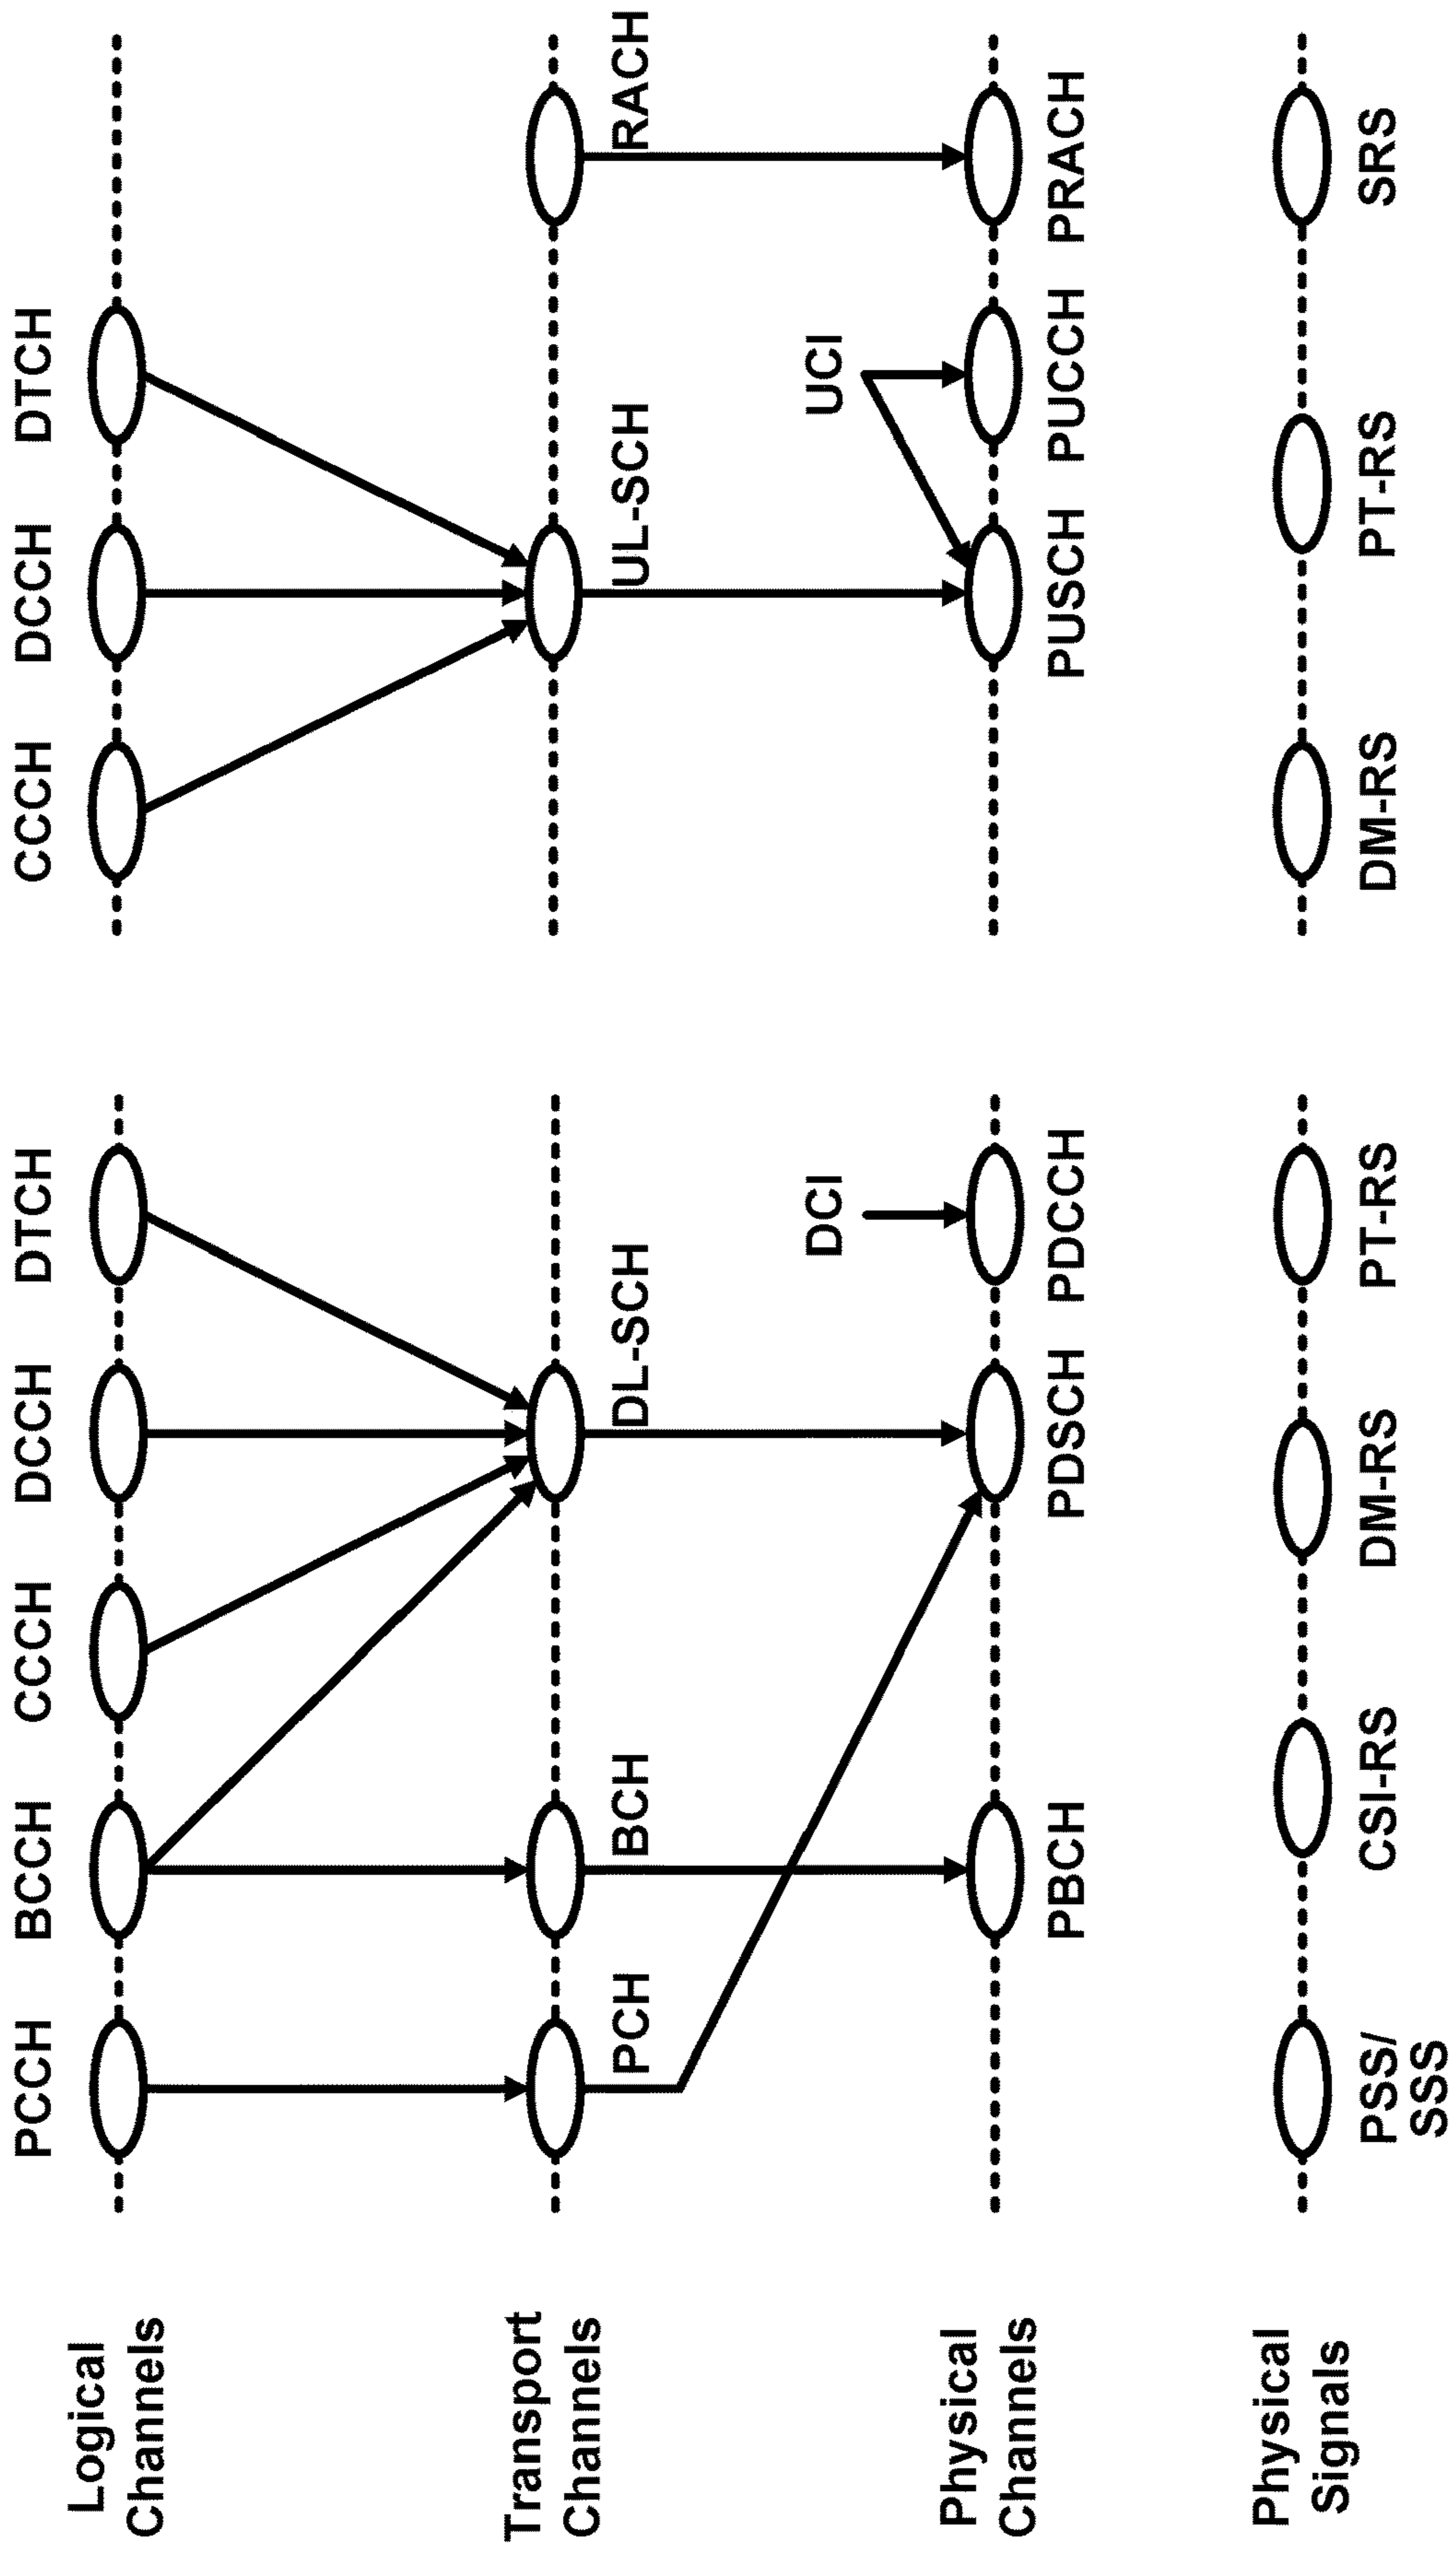 Logical
Channels
PCCH
BCCH
CCCH
DCCH
DTCH
CCCH
DCCH
DTCH
Transport
Channels
PCH
BCH
DL-SCH
UL-SCH
RACH
DCI
UCI
Physical
Channels
PBCH
PDSCH
PDCCH
PUSCH
PUCCH
PRACH
Physical
Signals
PSS/
SSS
CSI-RS
DM-RS
PT-RS
DM-RS
PT-RS
SRS